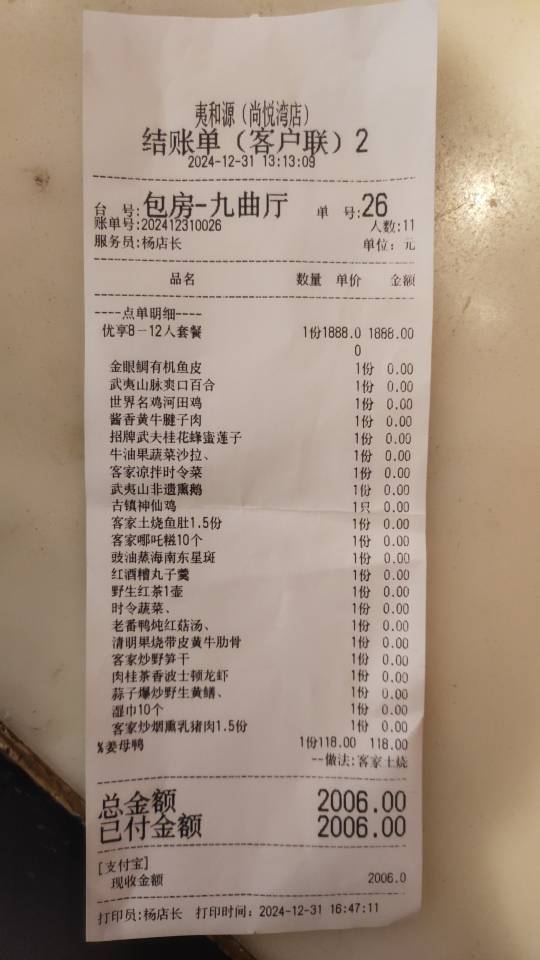 夷和源（尚悦湾店）
结账单（客户联）2
2024-12-31 13:13:09
台 号:包房-九曲厅 单 号:26
账单号:202412310026 人数:11
服务员:杨店长 单位: 元
品名 数量 单价 金额
----点单明细----
优享8－12人套餐 1份1888.0 1888.00
0
金眼鲷有机鱼皮 1份 0.00
武夷山脉爽口百合 1份 0.00
世界名鸡河田鸡 1份 0.00
酱香黄牛腱子肉 1份 0.00
招牌武夫桂花蜂蜜莲子 1份 0.00
牛油果蔬菜沙拉、 1份 0.00
客家凉拌时令菜 1份 0.00
武夷山非遗熏鹅 1份 0.00
古镇神仙鸡 1只 0.00
客家土烧鱼肚1.5份 1份 0.00
客家哪吒糍10个 1份 0.00
豉油蒸海南东星斑 1份 0.00
红酒糟丸子羹 1份 0.00
野生红茶1壶 1份 0.00
时令蔬菜、 1份 0.00
老番鸭炖红菇汤、 1份 0.00
清明果烧带皮黄牛肋骨 1份 0.00
客家炒野笋干 1份 0.00
肉桂茶香波士顿龙虾 1份 0.00
蒜子爆炒野生黄鳝、 1份 0.00
湿巾10个 1份 0.00
客家炒烟熏乳猪肉1.5份 1份 0.00
%姜母鸭 1份118.00 118.00
--做法:客家土烧
总金额 2006.00
已付金额 2006.00
[支付宝]
现收金额 2006.0
打印员:杨店长 打印时间: 2024-12-31 16:47:11